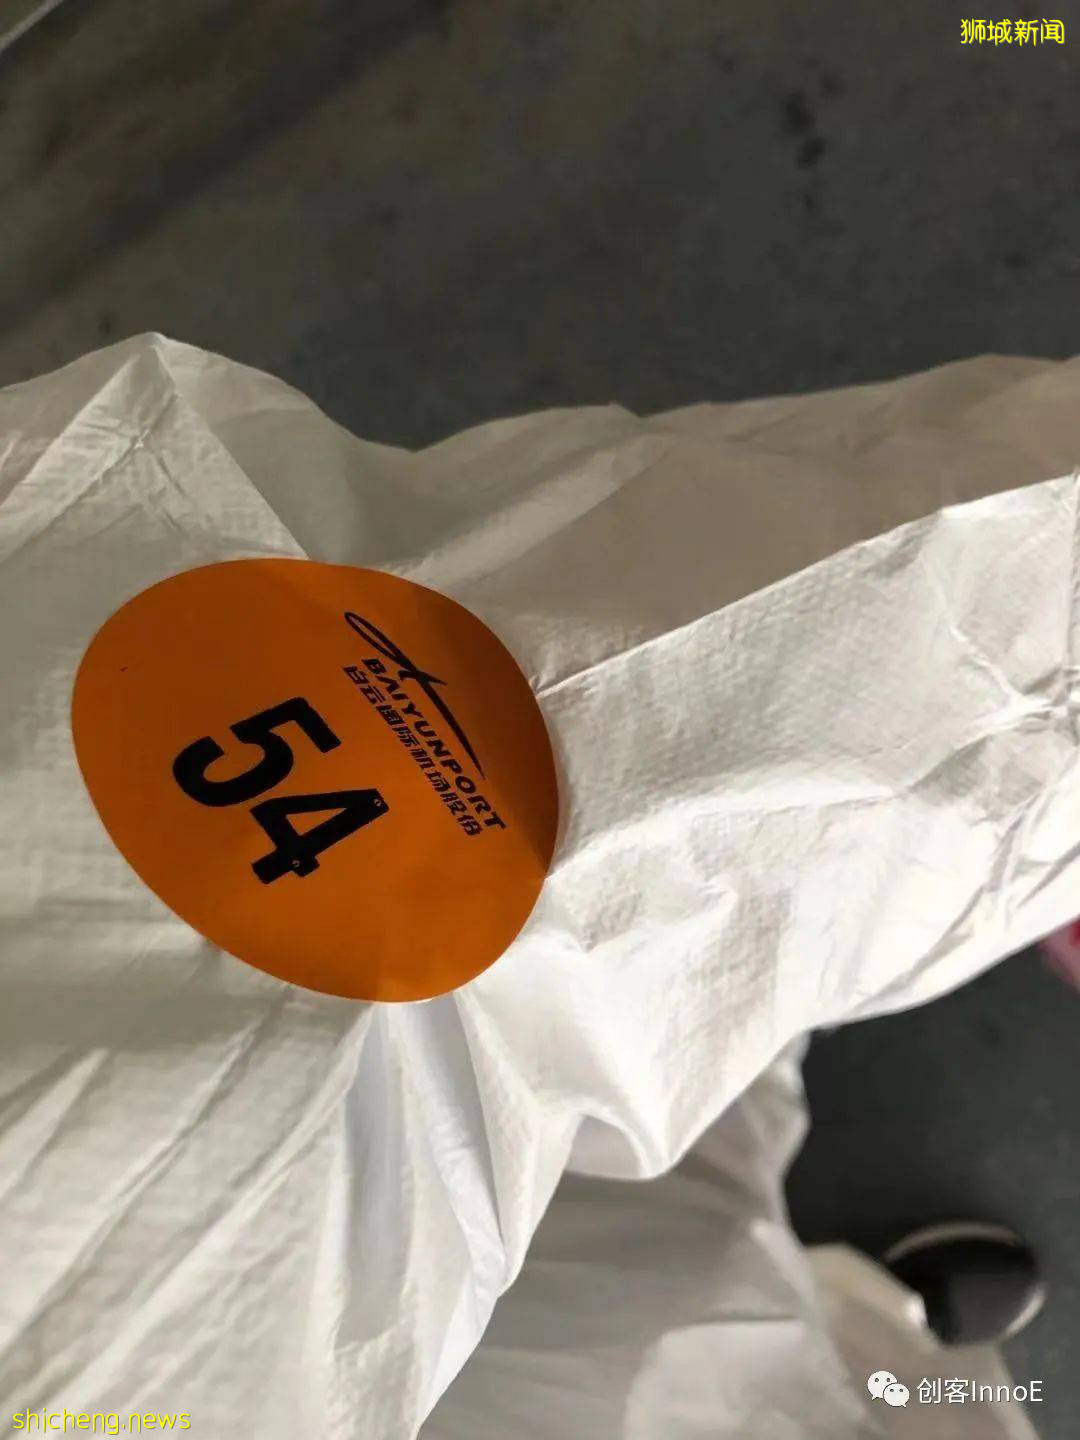 狮城新闻
BAIYUNPORT
白云国际机场股份
54
创客InnoE
shicheng.news